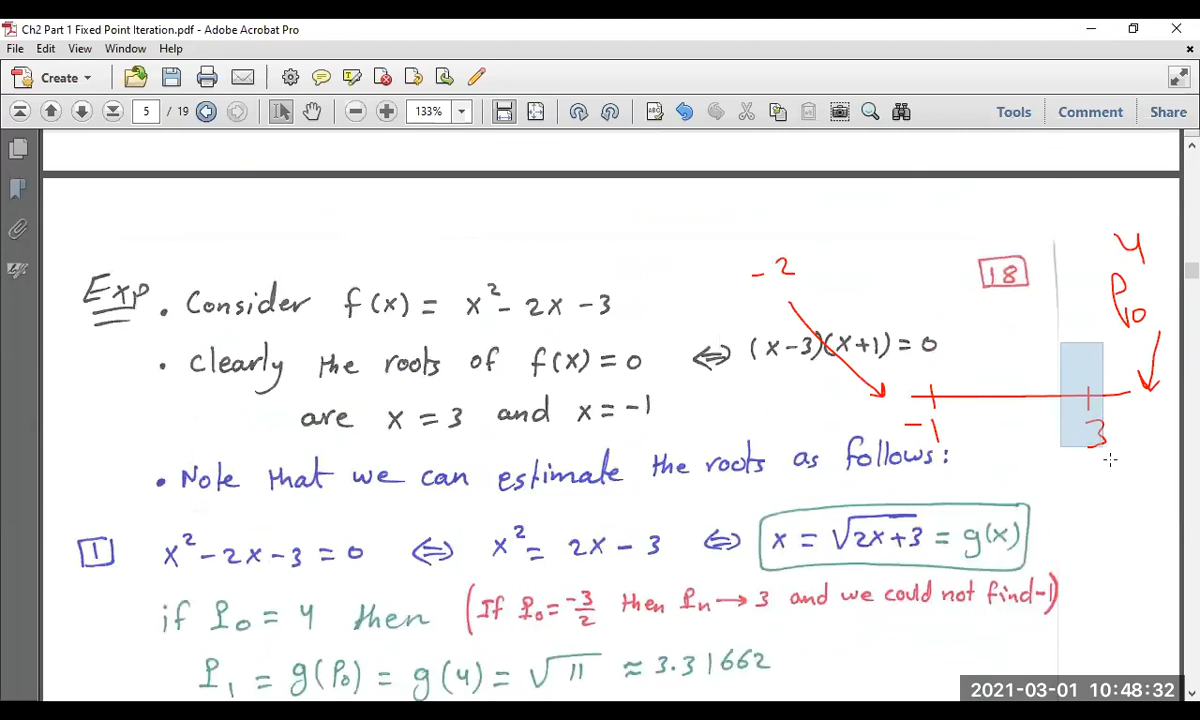 Ch2 Part 1 Fixed Point Iteration.pdf - Adobe Acrobat Pro
File Edit View Window Help
Create
5 / 19 133% Tools Comment Share
4
-2 18 P₀
Exp . Consider f(x) = x² - 2x - 3
. Clearly the roots of f(x) = 0 ⇔ (x-3)(x+1) = 0
are x = 3 and x = -1
-1 3
. Note that we can estimate the roots as follows:
1 x² - 2x - 3 = 0 ⇔ x² = 2x - 3 ⇔ x = √(2x+3) = g(x)
if P₀ = 4 then (If P₀ = -3/2 then Pn → 3 and we could not find -1)
P₁ = g(P₀) = g(4) = √11 ≈ 3.31662
2021-03-01 10:48:32